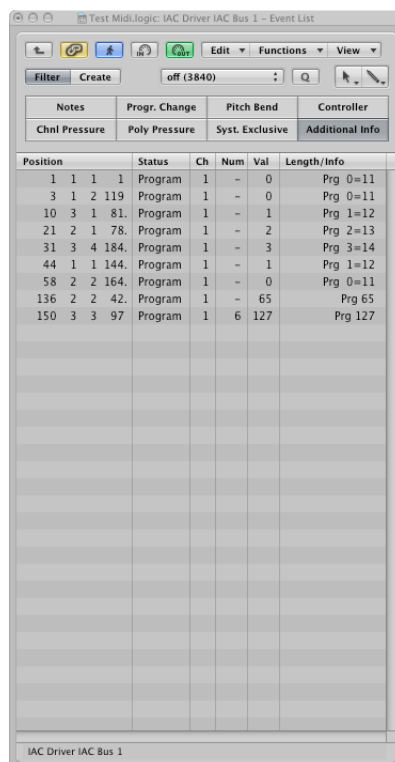 Test Midi.logic: IAC Driver IAC Bus 1 – Event List
IN OUT Edit Functions View
Filter Create off (3840) Q
Notes Progr. Change Pitch Bend Controller
Chnl Pressure Poly Pressure Syst. Exclusive Additional Info
Position Status Ch Num Val Length/Info
1 1 1 1 Program 1 – 0 Prg 0=11
3 1 2 119 Program 1 – 0 Prg 0=11
10 3 1 81. Program 1 – 1 Prg 1=12
21 2 1 78. Program 1 – 2 Prg 2=13
31 3 4 184. Program 1 – 3 Prg 3=14
44 1 1 144. Program 1 – 1 Prg 1=12
58 2 2 164. Program 1 – 0 Prg 0=11
136 2 2 42. Program 1 – 65 Prg 65
150 3 3 97 Program 1 6 127 Prg 127
IAC Driver IAC Bus 1